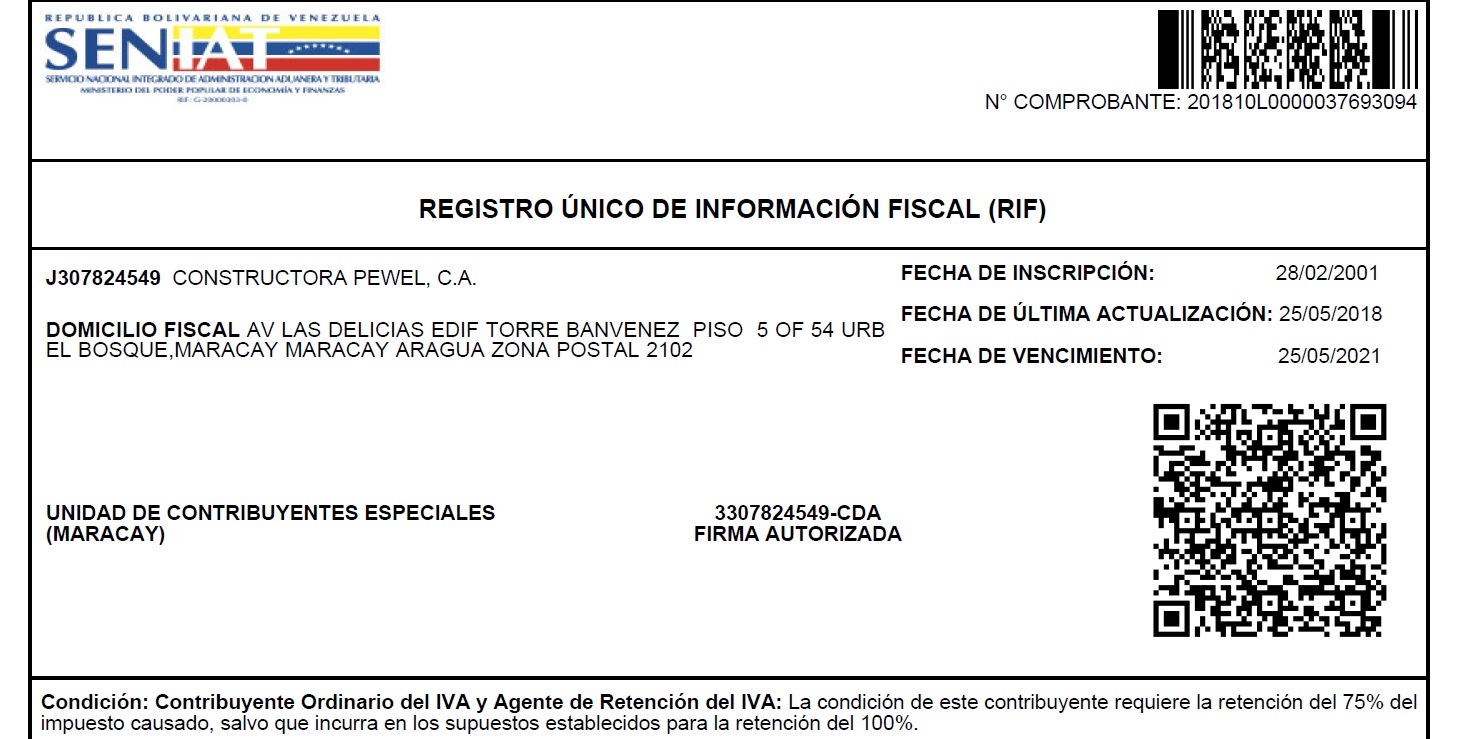 REPUBLICA BOLIVARIANA DE VENEZUELA
SENIAT
SERVICIO NACIONAL INTEGRADO DE ADMINISTRACION ADUANERA Y TRIBUTARIA
MINISTERIO DEL PODER POPULAR DE ECONOMÍA Y FINANZAS
RIF: G-20000303-0
N° COMPROBANTE: 201810L0000037693094
REGISTRO ÚNICO DE INFORMACIÓN FISCAL (RIF)
J307824549 CONSTRUCTORA PEWEL, C.A.
DOMICILIO FISCAL AV LAS DELICIAS EDIF TORRE BANVENEZ PISO 5 OF 54 URB
EL BOSQUE,MARACAY MARACAY ARAGUA ZONA POSTAL 2102
FECHA DE INSCRIPCIÓN: 28/02/2001
FECHA DE ÚLTIMA ACTUALIZACIÓN: 25/05/2018
FECHA DE VENCIMIENTO: 25/05/2021
UNIDAD DE CONTRIBUYENTES ESPECIALES
(MARACAY)
3307824549-CDA
FIRMA AUTORIZADA
Condición: Contribuyente Ordinario del IVA y Agente de Retención del IVA: La condición de este contribuyente requiere la retención del 75% del
impuesto causado, salvo que incurra en los supuestos establecidos para la retención del 100%.